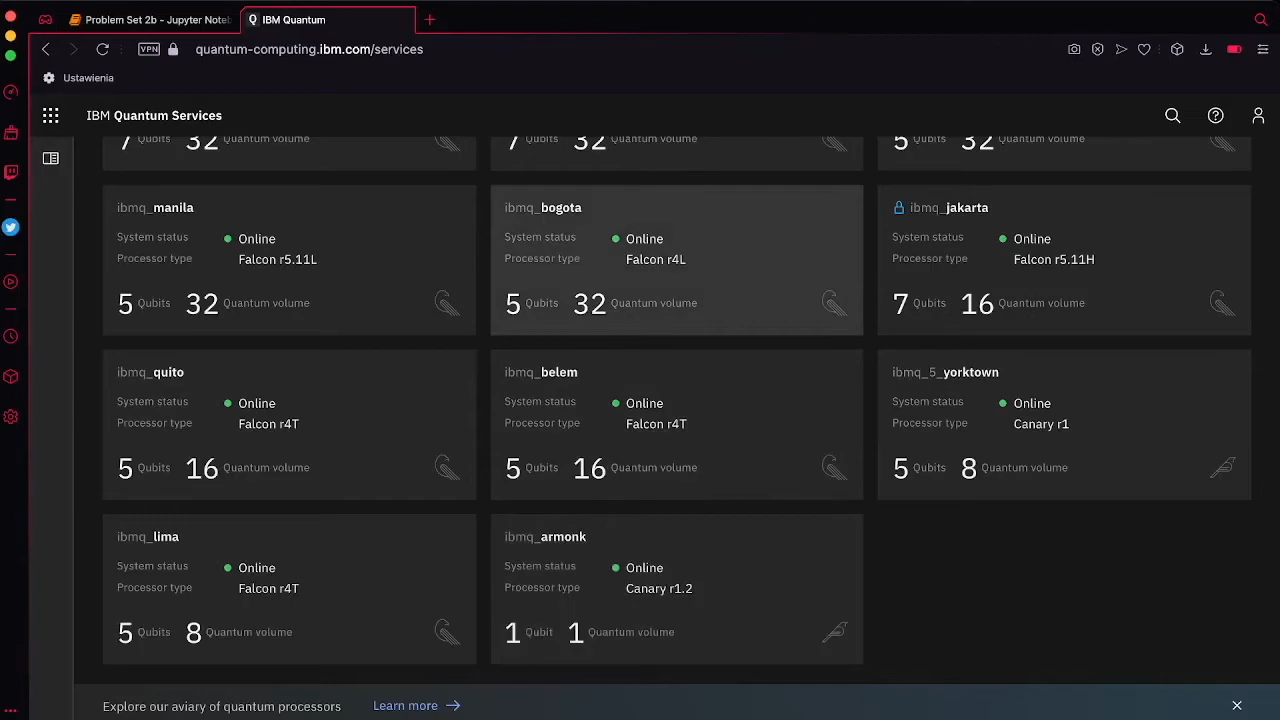 Problem Set 2b - Jupyter Noteb
IBM Quantum
VPN
quantum-computing.ibm.com/services
Ustawienia
IBM Quantum Services
7 Qubits 32 Quantum volume
7 Qubits 32 Quantum volume
5 Qubits 32 Quantum volume
ibmq_manila
System status Online
Processor type Falcon r5.11L
5 Qubits 32 Quantum volume
ibmq_bogota
System status Online
Processor type Falcon r4L
5 Qubits 32 Quantum volume
ibmq_jakarta
System status Online
Processor type Falcon r5.11H
7 Qubits 16 Quantum volume
ibmq_quito
System status Online
Processor type Falcon r4T
5 Qubits 16 Quantum volume
ibmq_belem
System status Online
Processor type Falcon r4T
5 Qubits 16 Quantum volume
ibmq_5_yorktown
System status Online
Processor type Canary r1
5 Qubits 8 Quantum volume
ibmq_lima
System status Online
Processor type Falcon r4T
5 Qubits 8 Quantum volume
ibmq_armonk
System status Online
Processor type Canary r1.2
1 Qubit 1 Quantum volume
Explore our aviary of quantum processors
Learn more →